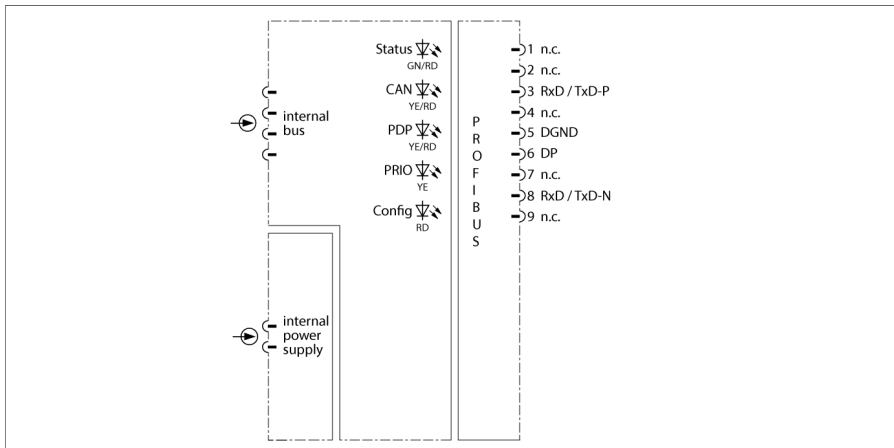 Status
GN/RD
CAN
YE/RD
PDP
YE/RD
PRIO
YE
Config
RD
internal
bus
internal
power
supply
PROFIBUS
1 n.c.
2 n.c.
3 RxD / TxD-P
4 n.c.
5 DGND
6 DP
7 n.c.
8 RxD / TxD-N
9 n.c.